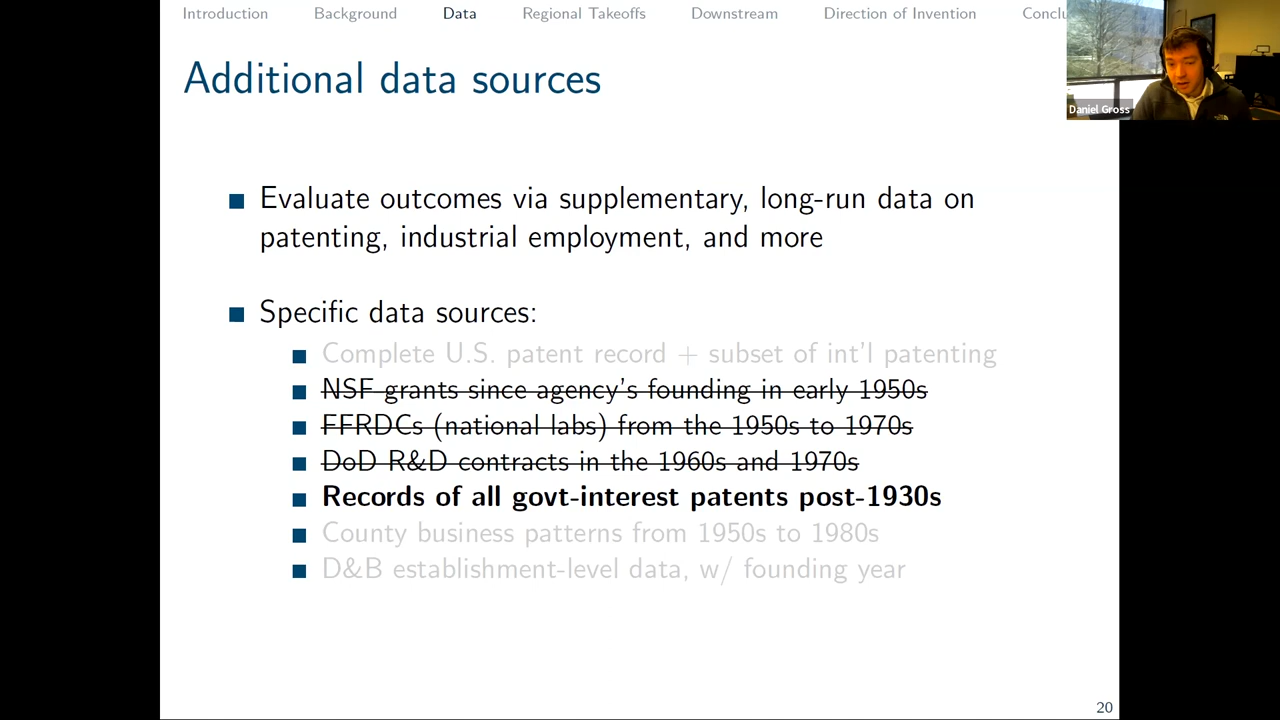 Introduction Background Data Regional Takeoffs Downstream Direction of Invention Conclu
Additional data sources
Daniel Gross
Evaluate outcomes via supplementary, long-run data on
patenting, industrial employment, and more
Specific data sources:
Complete U.S. patent record + subset of int'l patenting
NSF grants since agency's founding in early 1950s
FFRDCs (national labs) from the 1950s to 1970s
DoD R&D contracts in the 1960s and 1970s
Records of all govt-interest patents post-1930s
County business patterns from 1950s to 1980s
D&B establishment-level data, w/ founding year
20